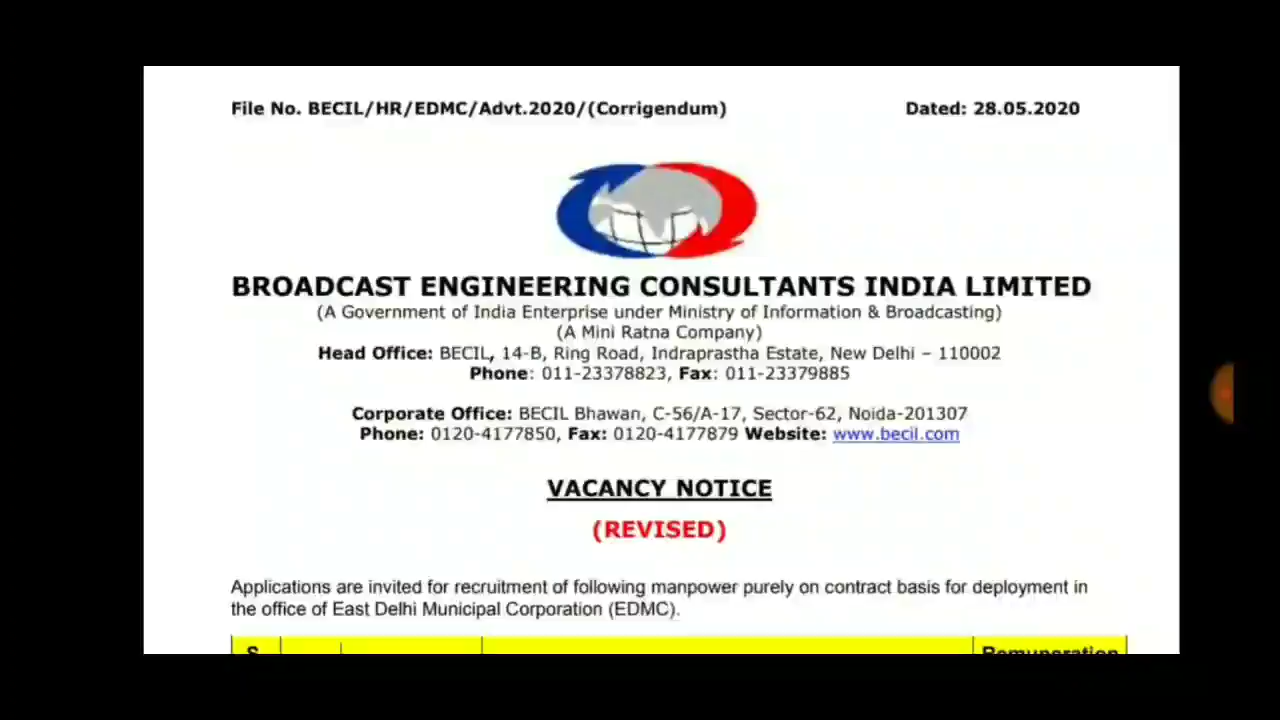 File No. BECIL/HR/EDMC/Advt.2020/(Corrigendum) Dated: 28.05.2020
BROADCAST ENGINEERING CONSULTANTS INDIA LIMITED
(A Government of India Enterprise under Ministry of Information & Broadcasting)
(A Mini Ratna Company)
Head Office: BECIL, 14-B, Ring Road, Indraprastha Estate, New Delhi – 110002
Phone: 011-23378823, Fax: 011-23379885
Corporate Office: BECIL Bhawan, C-56/A-17, Sector-62, Noida-201307
Phone: 0120-4177850, Fax: 0120-4177879 Website: www.becil.com
VACANCY NOTICE
(REVISED)
Applications are invited for recruitment of following manpower purely on contract basis for deployment in
the office of East Delhi Municipal Corporation (EDMC).
S Remuneration